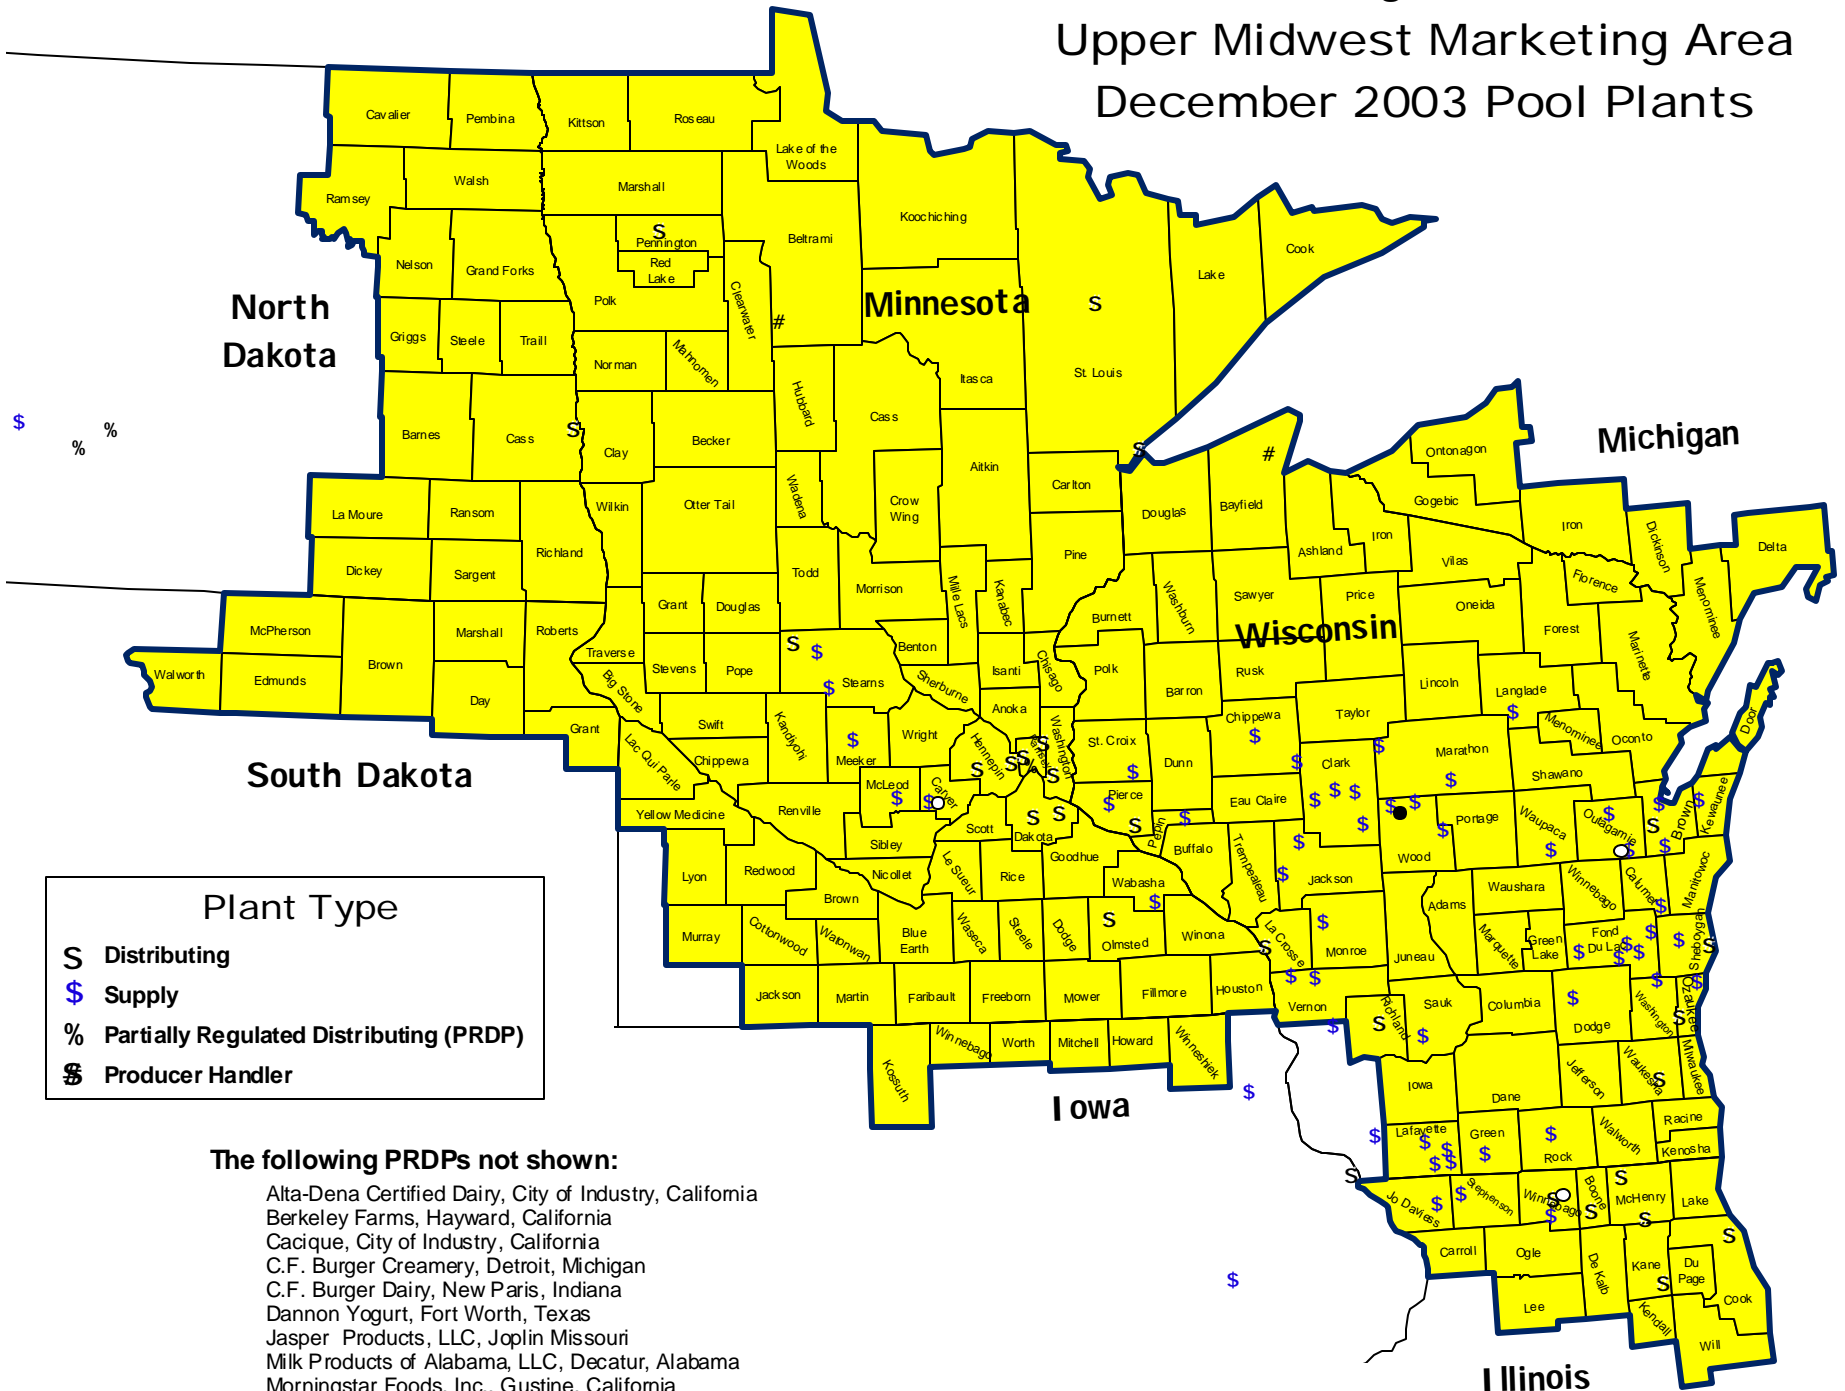 Upper Midwest Marketing Area
December 2003 Pool Plants
Cavalier
Pembina
Kittson
Roseau
Lake of the
Woods
Ramsey
Walsh
Marshall
Koochiching
Nelson
Grand Forks
S
Pennington
Red
Lake
Beltrami
Lake
Cook
North
Dakota
Polk
Clearwater
#
Minnesota
S
Griggs
Steele
Traill
Norman
Mahnomen
Hubbard
Cass
Itasca
St. Louis
$
%
%
Barnes
Cass
S
Clay
Becker
Wadena
Crow
Wing
Aitkin
Carlton
S
#
Ontonagon
Michigan
La Moure
Ransom
Richland
Wilkin
Otter Tail
Douglas
Bayfield
Gogebic
Iron
Dickinson
Delta
Dickey
Sargent
Todd
Morrison
Mille Lacs
Kanabec
Pine
Ashland
Iron
Vilas
Florence
Menominee
McPherson
Brown
Marshall
Roberts
Grant
Douglas
Burnett
Washburn
Sawyer
Price
Oneida
Forest
Marinette
Wisconsin
Walworth
Edmunds
Day
Traverse
Stevens
Pope
S
$
$
Stearns
Benton
Isanti
Chisago
Polk
Barron
Rusk
Lincoln
Langlade
$
Door
Grant
Big Stone
Swift
Kandiyohi
Sherburne
Anoka
Washington
Chippewa
$
Taylor
Menominee
Oconto
South Dakota
Lac Qui Parle
Chippewa
$
Meeker
Wright
Hennepin
Ramsey
S
S
S
S
S
%
St. Croix
$
Dunn
$
Clark
$
Marathon
$
Shawano
Yellow Medicine
Renville
McLeod
$
$
Carver
Scott
S
S
Dakota
Pierce
$
S
Pepin
$
Eau Claire
$
$
$
$
$
$
Wood
$
Portage
Waupaca
$
Outagamie
$
$
$
S
$
$
Brown
Kewaunee
Sibley
Lyon
Redwood
Nicollet
Le Sueur
Rice
Goodhue
Wabasha
$
Buffalo
Trempealeau
$
$
Jackson
Adams
Waushara
Winnebago
Calumet
$
Manitowoc
Brown
Murray
Cottonwood
Watonwan
Blue
Earth
Waseca
Steele
Dodge
S
Olmsted
Winona
La Crosse
S
$
Monroe
Juneau
Marquette
Green
Lake
Fond
Du Lac
$
$
$
$
$
$
$
S
Sheboygan
Jackson
Martin
Faribault
Freeborn
Mower
Fillmore
Houston
$
$
Vernon
$
Richland
S
Sauk
$
Columbia
$
Dodge
Washington
$
Ozaukee
S
Kossuth
Winnebago
Worth
Mitchell
Howard
Winneshiek
Iowa
$
Iowa
Dane
Jefferson
Waukesha
S
Milwaukee
$
Lafayette
$
$
$
$
Green
$
$
Rock
Walworth
Racine
Kenosha
S
Jo Daviess
$
$
Stephenson
Winnebago
S
$
Boone
S
S
McHenry
S
Lake
S
Carroll
Ogle
De Kalb
Kane
S
Du
Page
Cook
$
Lee
Kendall
Will
Illinois
Plant Type
S Distributing
$ Supply
% Partially Regulated Distributing (PRDP)
Producer Handler
The following PRDPs not shown:
Alta-Dena Certified Dairy, City of Industry, California
Berkeley Farms, Hayward, California
Cacique, City of Industry, California
C.F. Burger Creamery, Detroit, Michigan
C.F. Burger Dairy, New Paris, Indiana
Dannon Yogurt, Fort Worth, Texas
Jasper Products, LLC, Joplin Missouri
Milk Products of Alabama, LLC, Decatur, Alabama
Morningstar Foods, Inc., Gustine, California